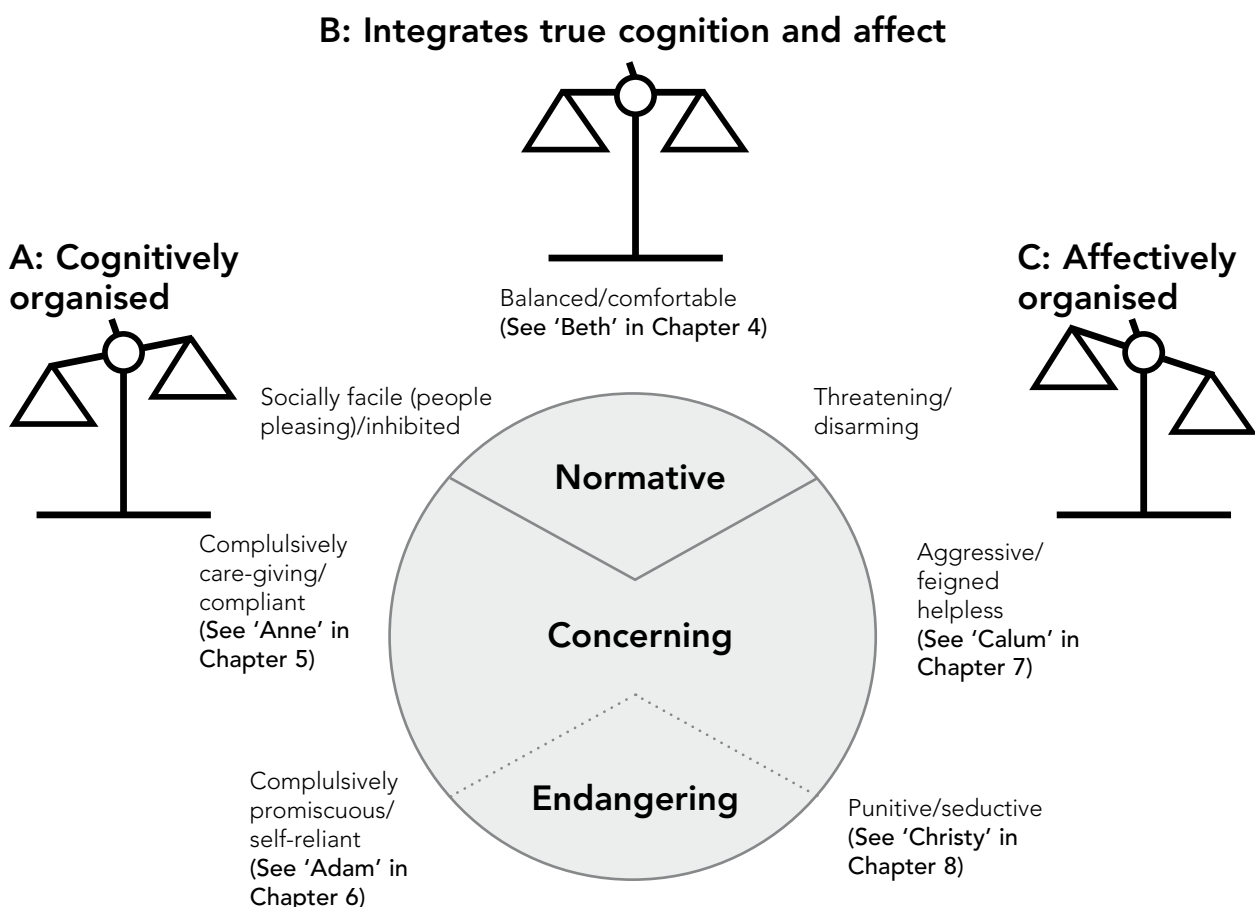 B: Integrates true cognition and affect
A: Cognitively
organised
C: Affectively
organised
Balanced/comfortable
(See ‘Beth’ in Chapter 4)
Socially facile (people
pleasing)/inhibited
Threatening/
disarming
Normative
Complulsively
care-giving/
compliant
(See ‘Anne’ in
Chapter 5)
Concerning
Aggressive/
feigned
helpless
(See ‘Calum’ in
Chapter 7)
Complulsively
promiscuous/
self-reliant
(See ‘Adam’ in
Chapter 6)
Endangering
Punitive/seductive
(See ‘Christy’ in
Chapter 8)